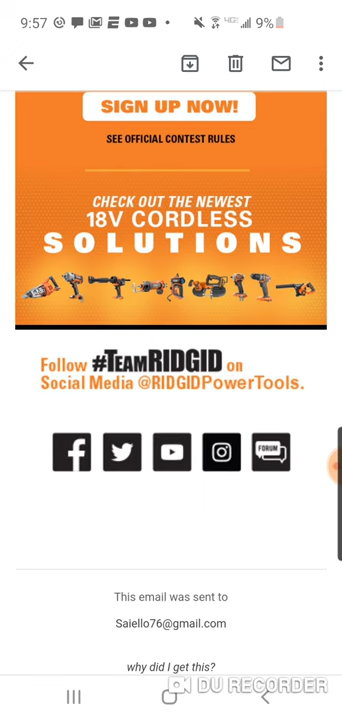 9:57
4G
9%
SIGN UP NOW!
SEE OFFICIAL CONTEST RULES
CHECK OUT THE NEWEST
18V CORDLESS
SOLUTIONS
Follow #TEAMRIDGID on
Social Media @RIDGIDPowerTools.
FORUM
This email was sent to
Saiello76@gmail.com
why did I get this?
DU RECORDER